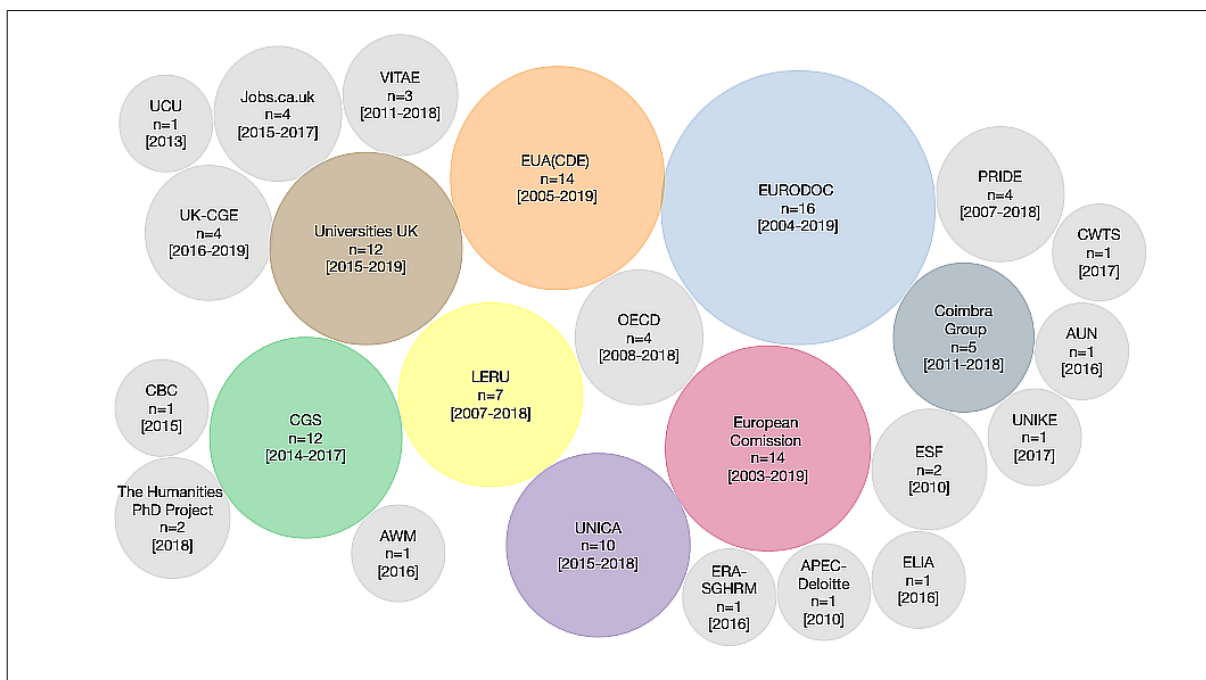 VITAE
n=3
[2011-2018]
Jobs.ca.uk
n=4
[2015-2017]
UCU
n=1
[2013]
EUA(CDE)
n=14
[2005-2019]
EURODOC
n=16
[2004-2019]
PRIDE
n=4
[2007-2018]
UK-CGE
n=4
[2016-2019]
Universities UK
n=12
[2015-2019]
CWTS
n=1
[2017]
OECD
n=4
[2008-2018]
Coimbra
Group
n=5
[2011-2018]
AUN
n=1
[2016]
LERU
n=7
[2007-2018]
CBC
n=1
[2015]
CGS
n=12
[2014-2017]
European
Comission
n=14
[2003-2019]
UNIKE
n=1
[2017]
ESF
n=2
[2010]
The Humanities
PhD Project
n=2
[2018]
AWM
n=1
[2016]
UNICA
n=10
[2015-2018]
ERA-
SGHRM
n=1
[2016]
APEC-
Deloitte
n=1
[2010]
ELIA
n=1
[2016]